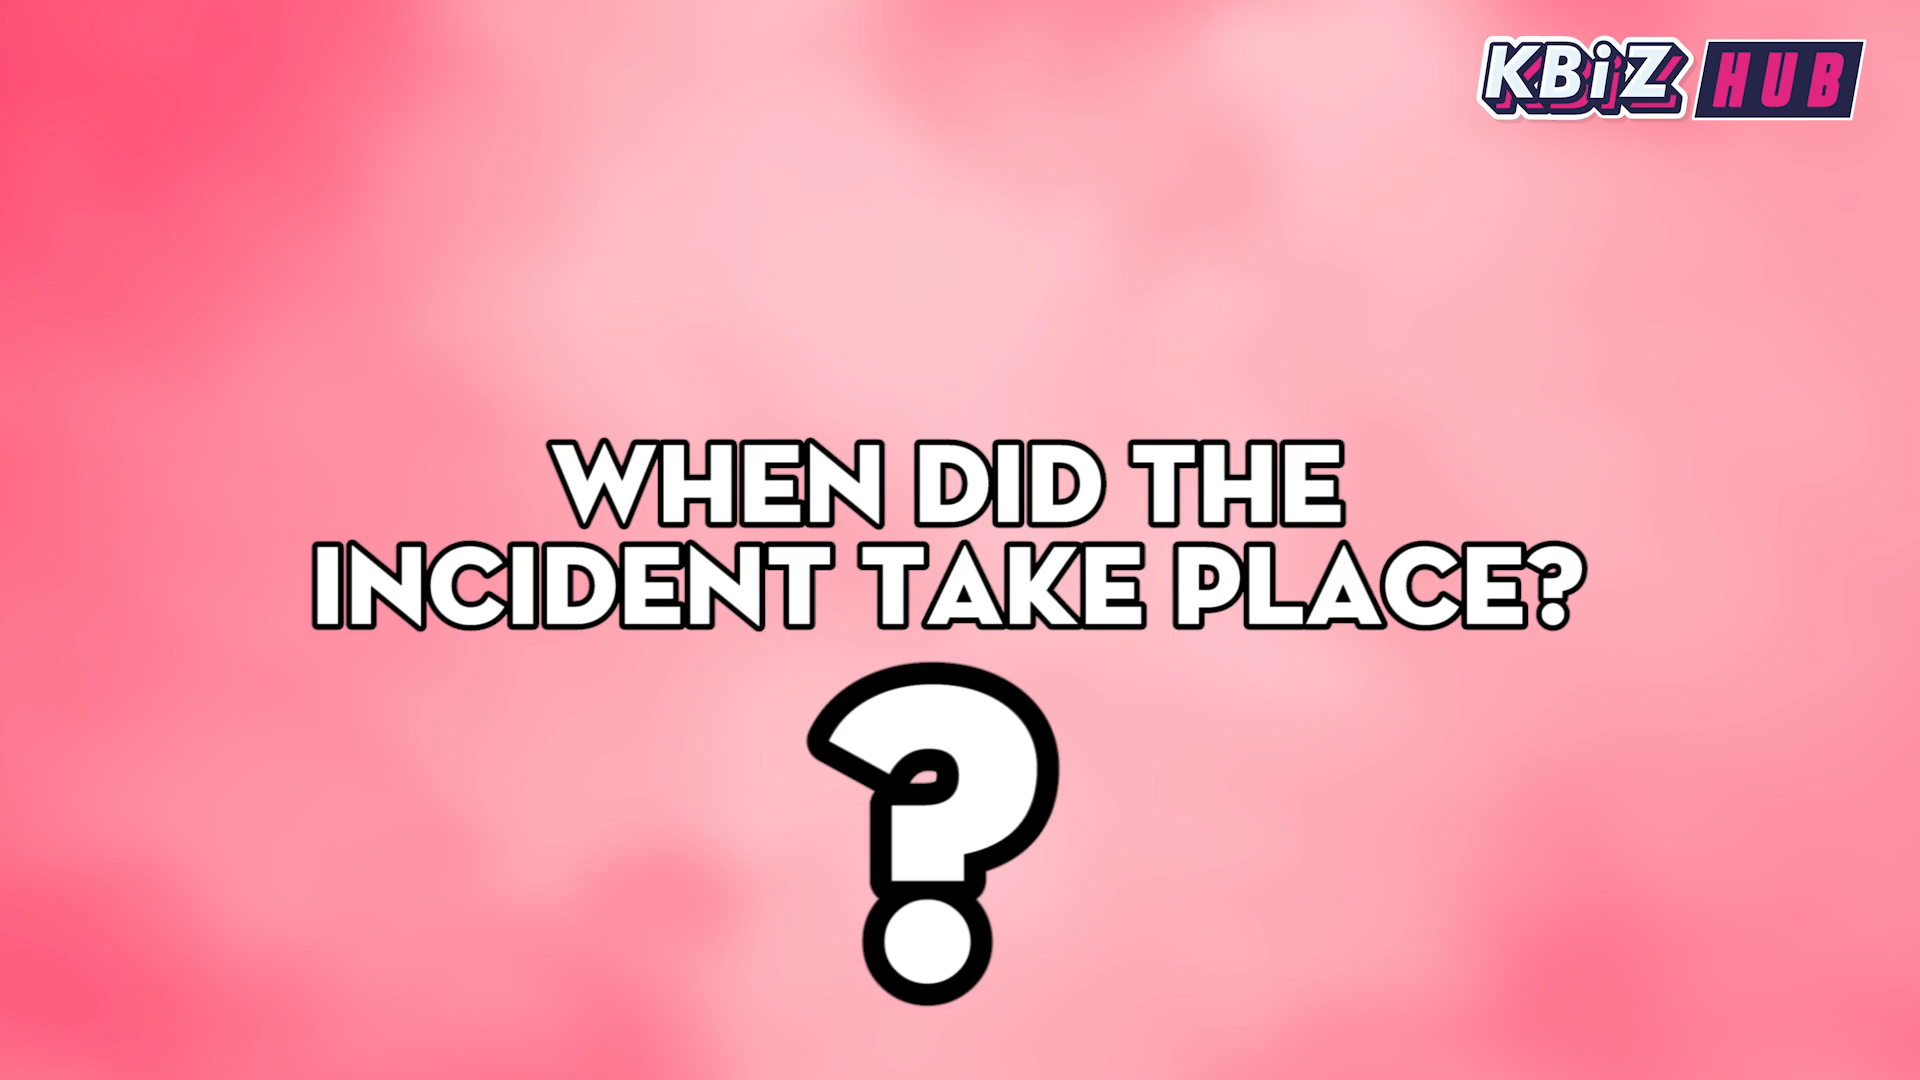 KBiZ HUB
WHEN DID THE
INCIDENT TAKE PLACE?
?